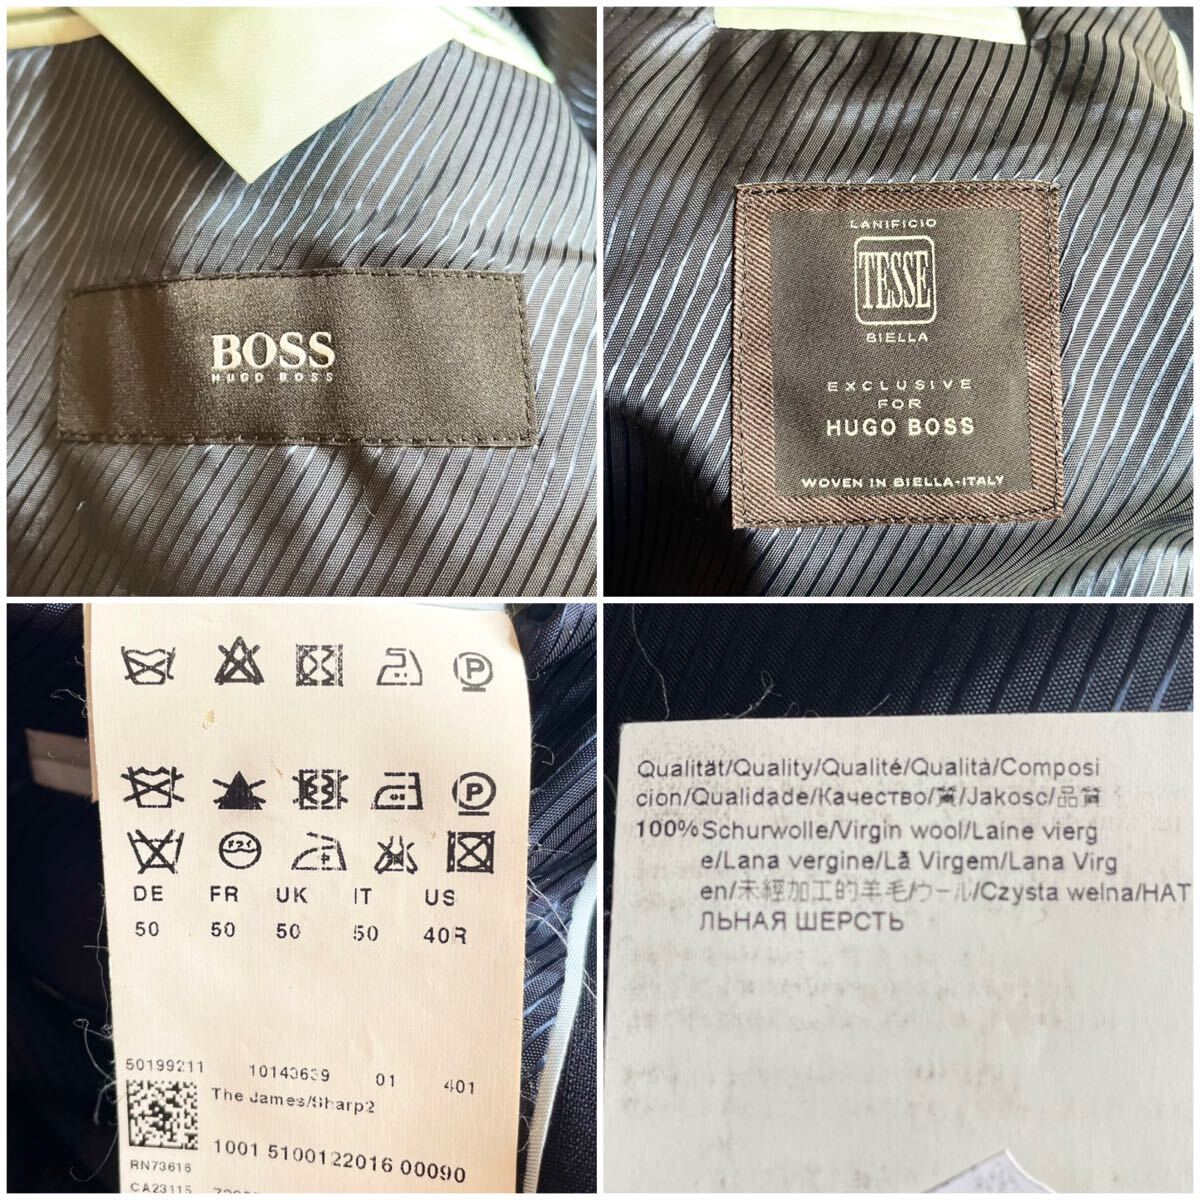 BOSS
HUGO BOSS
LANIFICIO
TESSE
BIELLA
EXCLUSIVE
FOR
HUGO BOSS
WOVEN IN BIELLA-ITALY
P
P
DE FR UK IT US
50 50 50 50 40R
50199211 10143639 01 401
The James/Sharp2
1001 5100122016 00090
RN73616
CA23115
Qualität/Quality/Qualité/Qualità/Composi
cion/Qualidade/Качество/質/Jakosc/品質
100%Schurwolle/Virgin wool/Laine vierg
e/Lana vergine/Lã Virgem/Lana Virg
en/未經加工的羊毛/ウール/Czysta welna/НАТ
ЛЬНАЯ ШЕРСТЬ